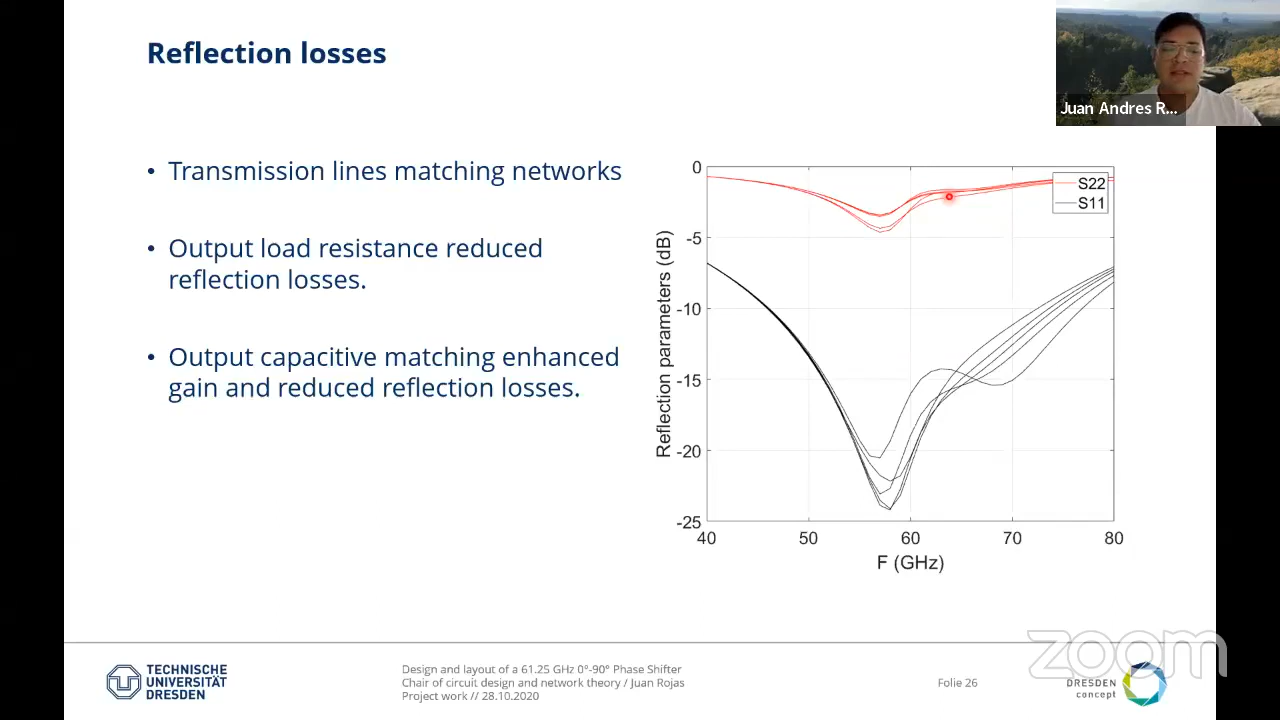 Reflection losses
Juan Andres R...
• Transmission lines matching networks
• Output load resistance reduced
reflection losses.
• Output capacitive matching enhanced
gain and reduced reflection losses.
Reflection parameters (dB)
0
-5
-10
-15
-20
-25
40
50
60
70
80
F (GHz)
S22
S11
zoom
TECHNISCHE
UNIVERSITÄT
DRESDEN
Design and layout of a 61.25 GHz 0°-90° Phase Shifter
Chair of circuit design and network theory / Juan Rojas
Project work // 28.10.2020
Folie 26
DRESDEN
concept